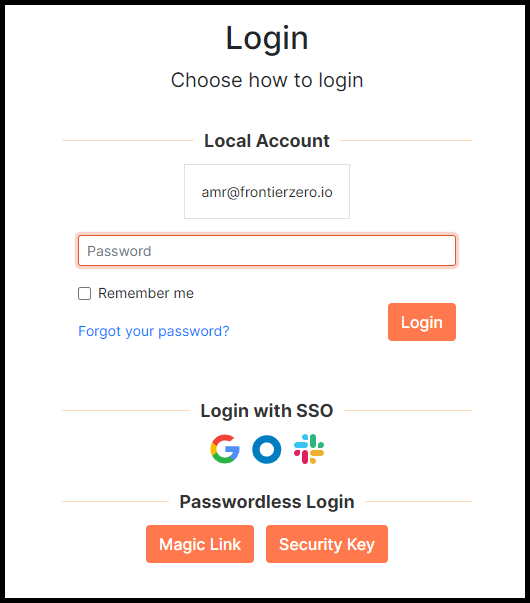 Login
Choose how to login
Local Account
amr@frontierzero.io
Password
Remember me
Forgot your password?
Login
Login with SSO
Passwordless Login
Magic Link
Security Key